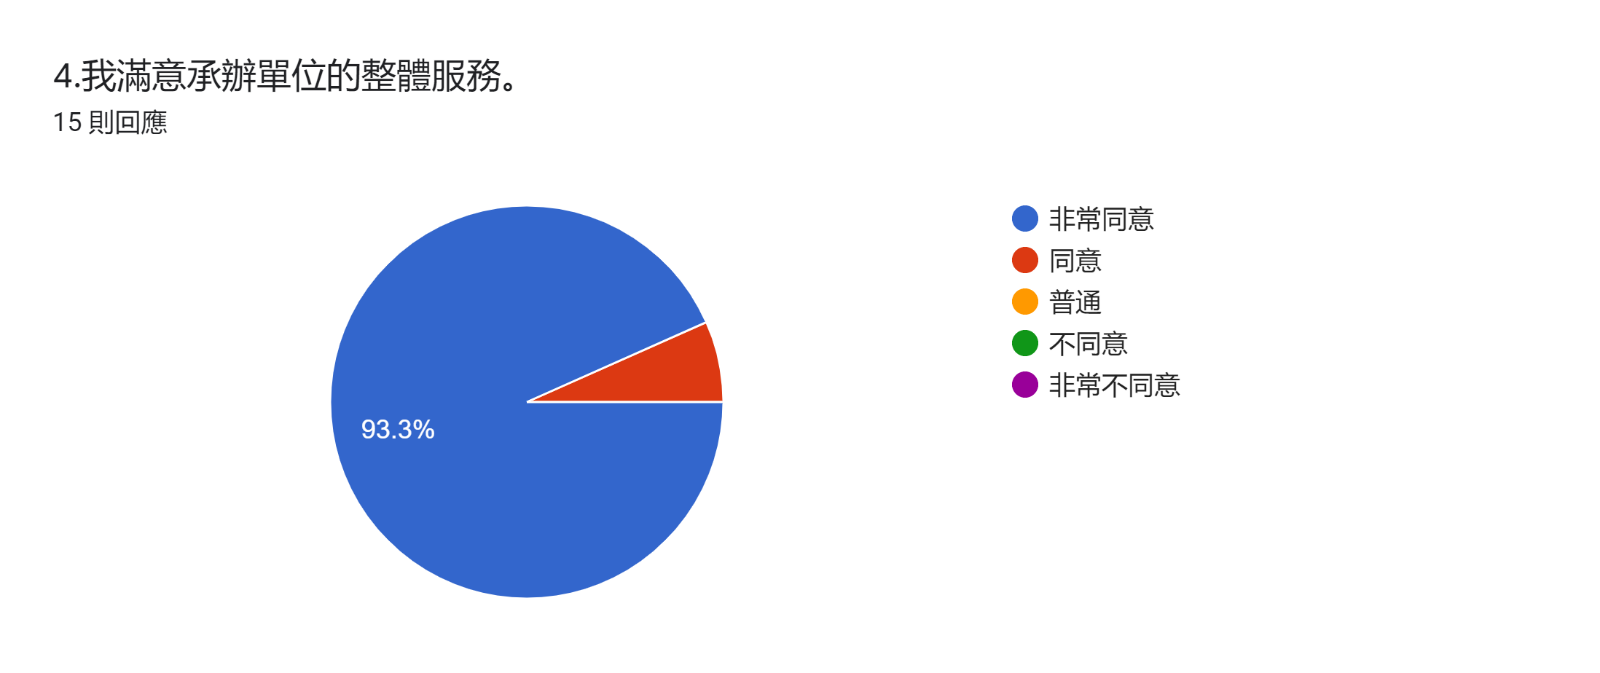 4.我滿意承辦單位的整體服務。
15 則回應
93.3%
非常同意
同意
普通
不同意
非常不同意